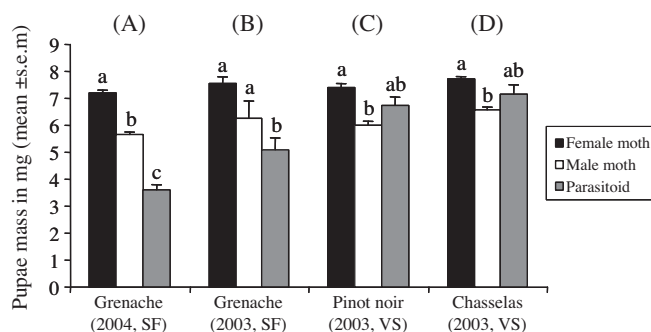 (A) (B) (C) (D)
Pupae mass in mg (mean ±s.e.m)
9
8
7
6
5
4
3
2
1
0
a b c
a a b
a b ab
a b ab
Female moth
Male moth
Parasitoid
Grenache Grenache Pinot noir Chasselas
(2004, SF) (2003, SF) (2003, VS) (2003, VS)